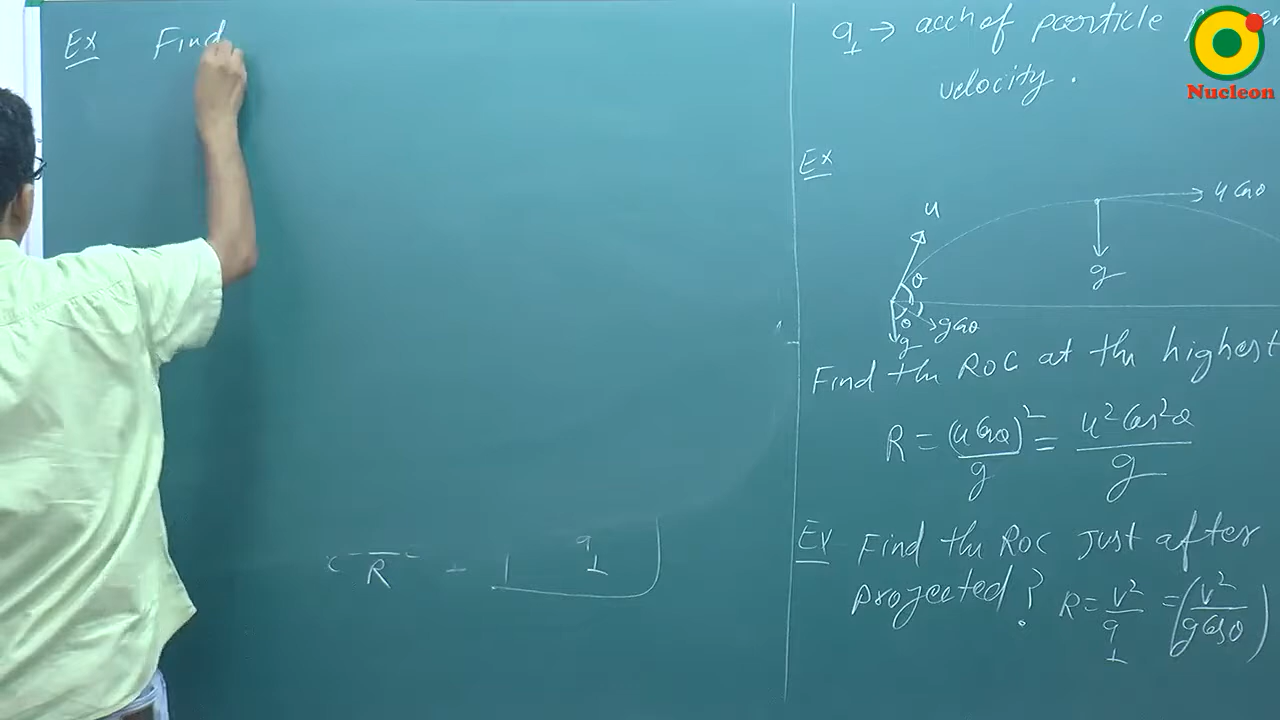 Ex Find
R = a⊥
a⊥ → accn of particle
velocity.
Nucleon
Ex
u
u Cosθ
θ
g
θ
g Cosθ
g
Find the ROC at the highest
R = (u Cosθ)² / g = u² Cos²θ / g
Ex Find the ROC just after
projected? R = v² / a⊥ = (v² / g Cosθ)